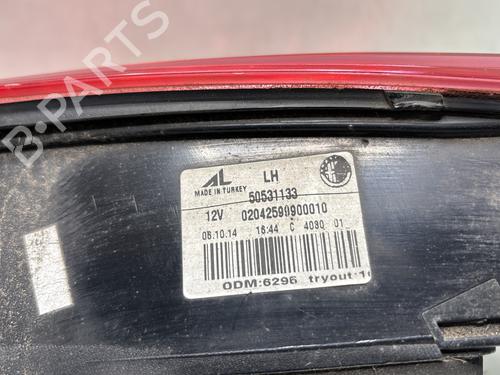 B-PARTS
AL LH
MADE IN TURKEY
50531133
12V 02042599900010
06.10.14 16:44 C 4030 01
ODM:6296 tryout:1